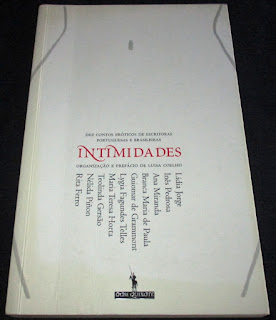 DEZ CONTOS ERÓTICOS DE ESCRITORAS
PORTUGUESAS E BRASILEIRAS
INTIMIDADES
ORGANIZAÇÃO E PREFÁCIO DE LUISA COELHO
Lídia Jorge
Inês Pedrosa
Ana Miranda
Branca Maria de Paula
Guiomar de Grammont
Lygia Fagundes Telles
Maria Teresa Horta
Teolinda Gersão
Nélida Piñon
Rita Ferro
DOM QUIXOTE